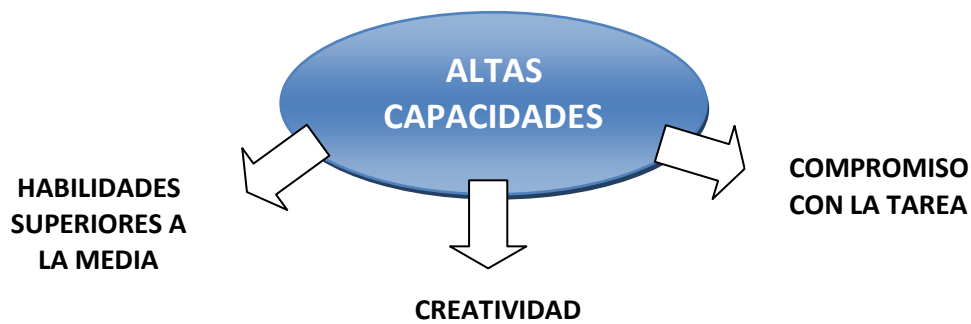 ALTAS
CAPACIDADES
HABILIDADES
SUPERIORES A
LA MEDIA
CREATIVIDAD
COMPROMISO
CON LA TAREA